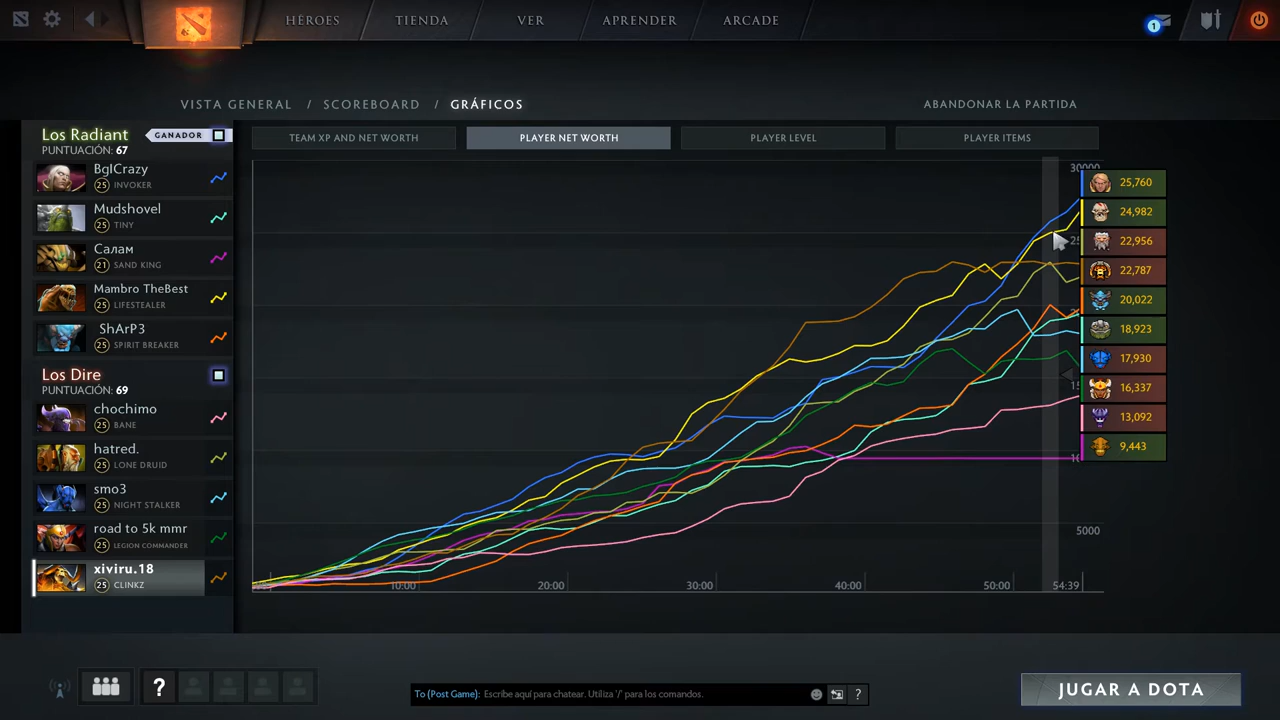 HÉROES
TIENDA
VER
APRENDER
ARCADE
1
VISTA GENERAL / SCOREBOARD / GRÁFICOS
ABANDONAR LA PARTIDA
Los Radiant
GANADOR
PUNTUACIÓN: 67
TEAM XP AND NET WORTH
PLAYER NET WORTH
PLAYER LEVEL
PLAYER ITEMS
BgICrazy
25 INVOKER
Mudshovel
25 TINY
Салам
21 SAND KING
Mambro TheBest
25 LIFESTEALER
ShArP3
25 SPIRIT BREAKER
Los Dire
PUNTUACIÓN: 69
chochimo
25 BANE
hatred.
25 LONE DRUID
smo3
25 NIGHT STALKER
road to 5k mmr
25 LEGION COMMANDER
xiviru.18
25 CLINKZ
30000
25,760
24,982
22,956
22,787
20,022
18,923
17,930
16,337
13,092
9,443
5000
10:00
20:00
30:00
40:00
50:00
54:39
?
To (Post Game): Escribe aquí para chatear. Utiliza '/' para los comandos.
?
JUGAR A DOTA